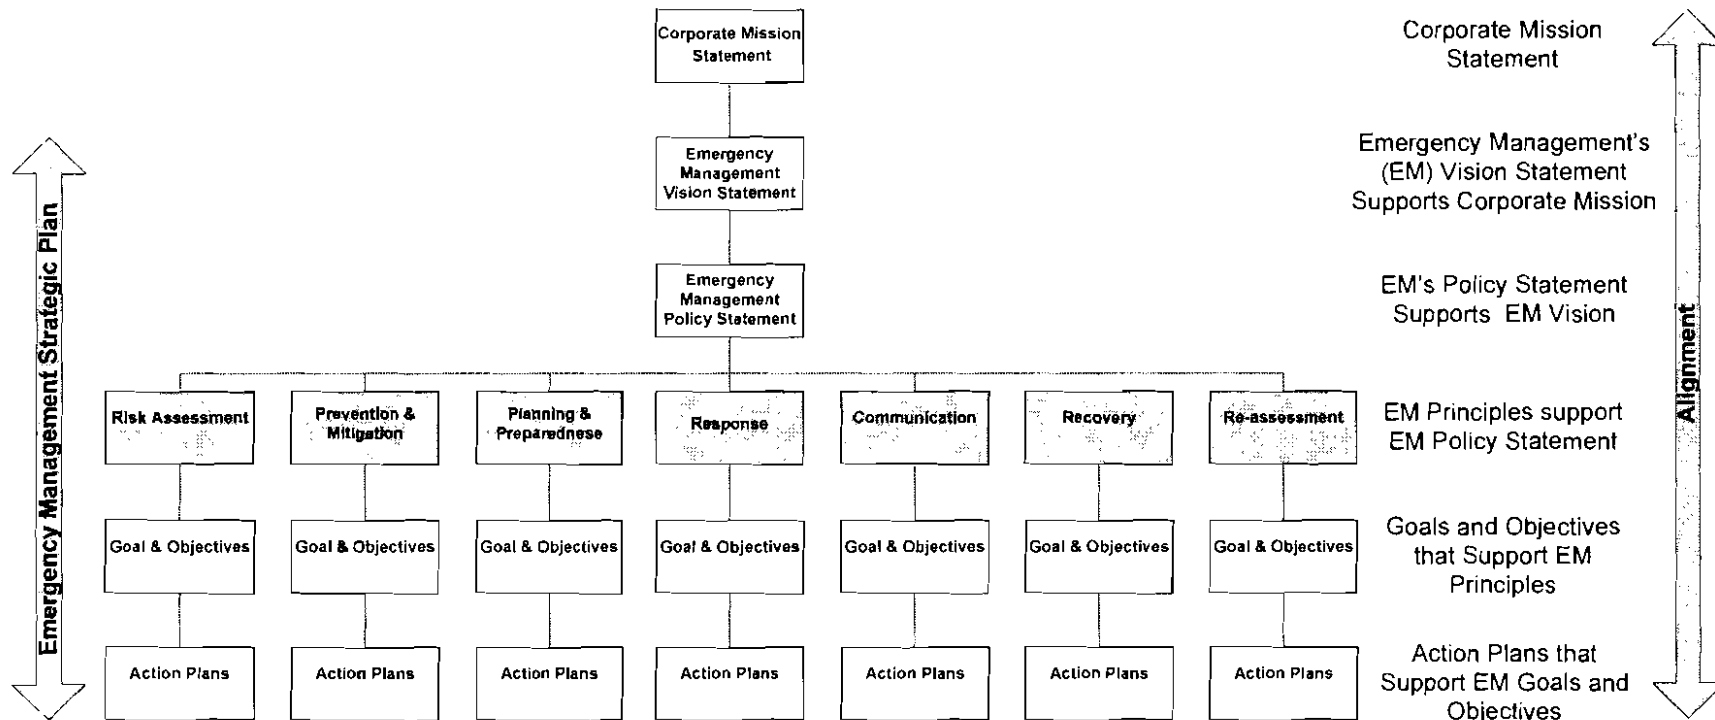 Corporate Mission
Statement
Corporate Mission
Statement
Emergency
Management
Vision Statement
Emergency Management's
(EM) Vision Statement
Supports Corporate Mission
Emergency
Management
Policy Statement
EM's Policy Statement
Supports EM Vision
Emergency Management Strategic Plan
Alignment
Risk Assessment
Prevention &
Mitigation
Planning &
Preparednese
Response
Communication
Recovery
Re-assessment
EM Principles support
EM Policy Statement
Goal & Objectives
Goal & Objectives
Goal & Objectives
Goal & Objectives
Goal & Objectives
Goal & Objectives
Goal & Objectives
Goals and Objectives
that Support EM
Principles
Action Plans
Action Plans
Action Plans
Action Plans
Action Plans
Action Plans
Action Plans
Action Plans that
Support EM Goals and
Objectives